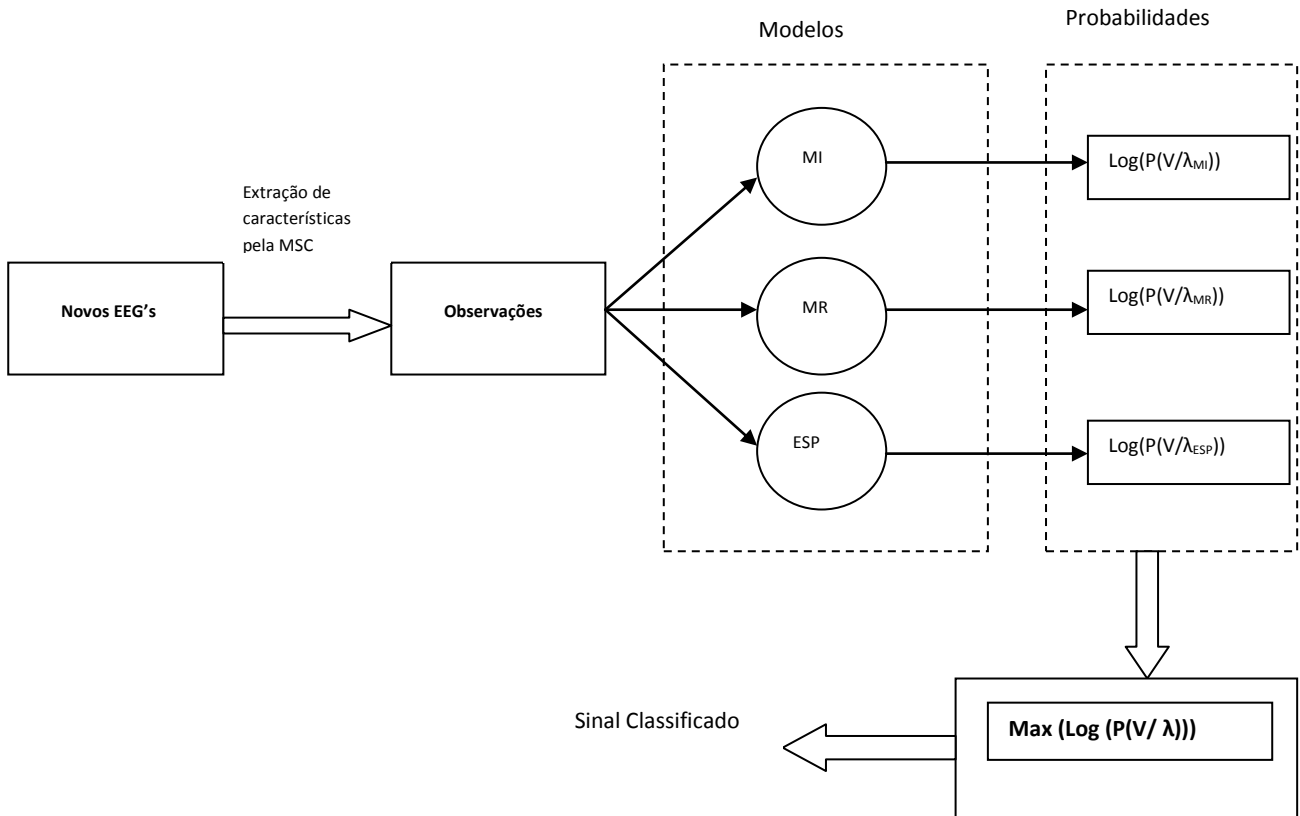 Modelos
Probabilidades
MI
Log(P(V/λMI))
Extração de
características
pela MSC
Novos EEG’s
Observações
MR
Log(P(V/λMR))
ESP
Log(P(V/λESP))
Sinal Classificado
Max (Log (P(V/ λ)))